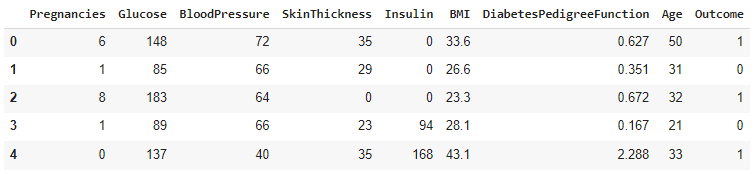 Pregnancies Glucose BloodPressure SkinThickness Insulin BMI DiabetesPedigreeFunction Age Outcome
0 6 148 72 35 0 33.6 0.627 50 1
1 1 85 66 29 0 26.6 0.351 31 0
2 8 183 64 0 0 23.3 0.672 32 1
3 1 89 66 23 94 28.1 0.167 21 0
4 0 137 40 35 168 43.1 2.288 33 1